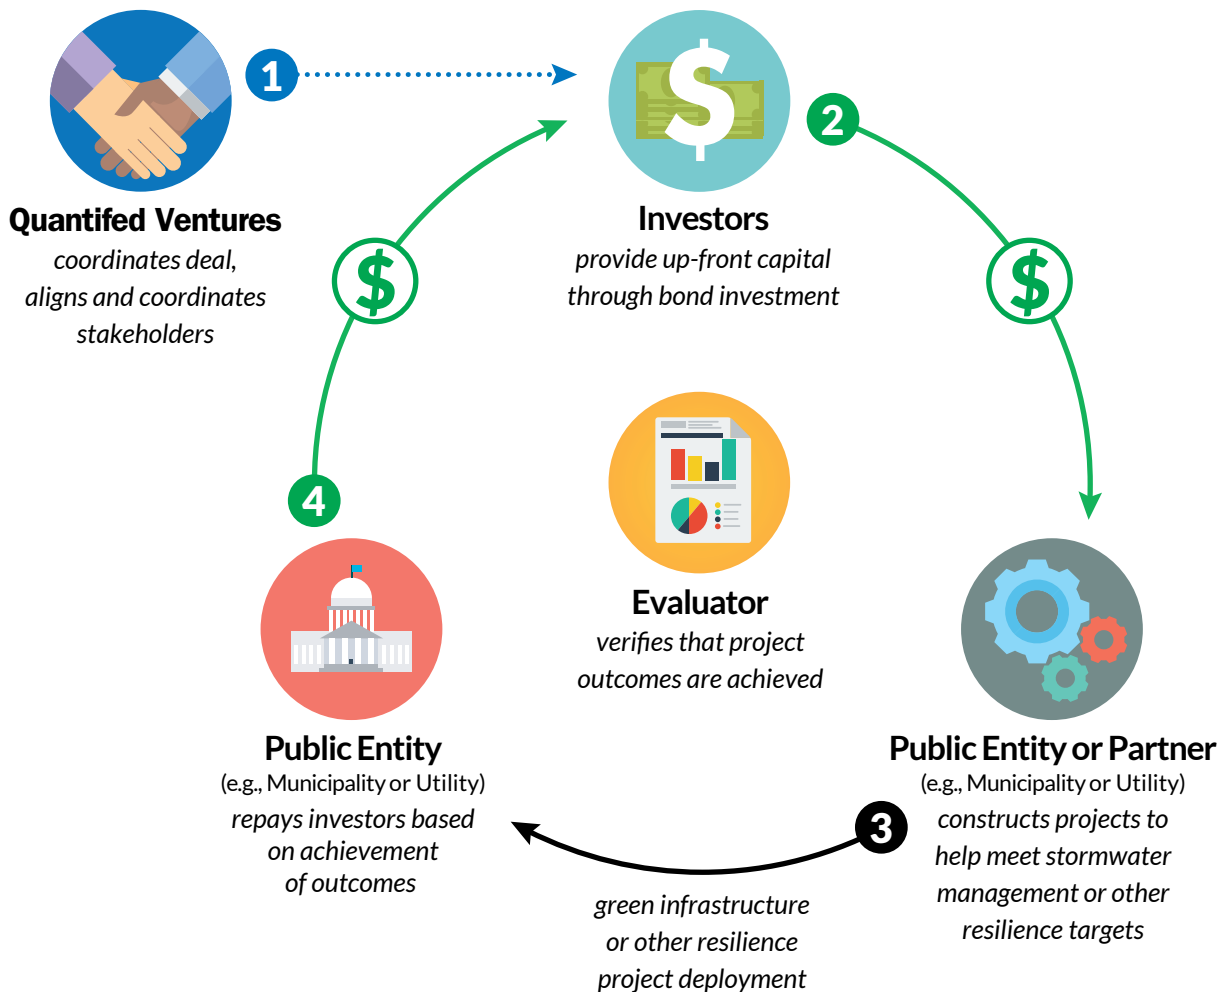 1
Quantifed Ventures
coordinates deal,
aligns and coordinates
stakeholders
$
Investors
provide up-front capital
through bond investment
2
$
$
4
Evaluator
verifies that project
outcomes are achieved
Public Entity
(e.g., Municipality or Utility)
repays investors based
on achievement
of outcomes
Public Entity or Partner
(e.g., Municipality or Utility)
constructs projects to
help meet stormwater
management or other
resilience targets
3
green infrastructure
or other resilience
project deployment